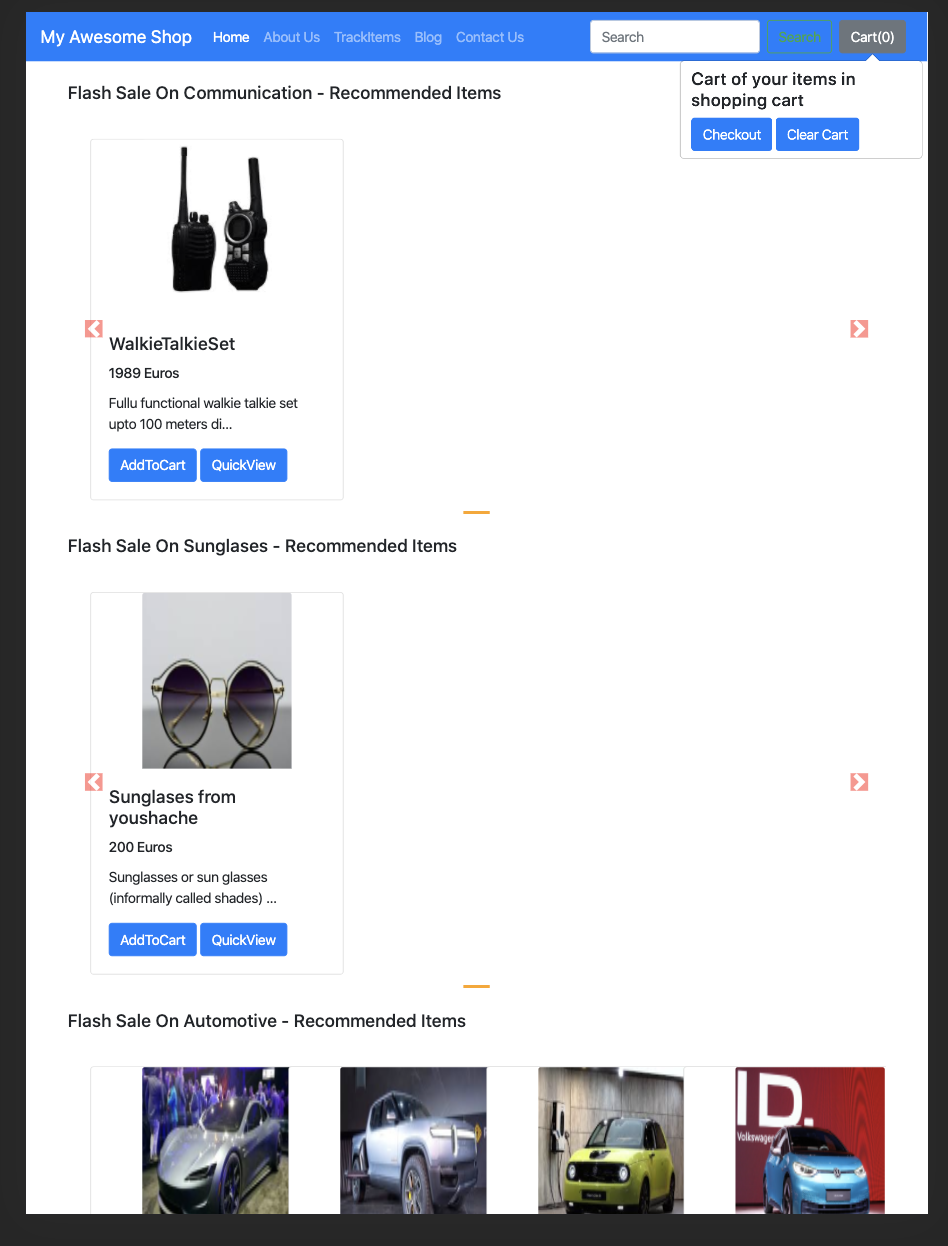 My Awesome Shop Home About Us TrackItems Blog Contact Us Search Search Cart(0)
Cart of your items in
shopping cart
Checkout Clear Cart
Flash Sale On Communication - Recommended Items
WalkieTalkieSet
1989 Euros
Fullu functional walkie talkie set
upto 100 meters di...
AddToCart QuickView
Flash Sale On Sunglases - Recommended Items
Sunglases from
youshache
200 Euros
Sunglasses or sun glasses
(informally called shades) ...
AddToCart QuickView
Flash Sale On Automotive - Recommended Items
ID.
Volkswagen